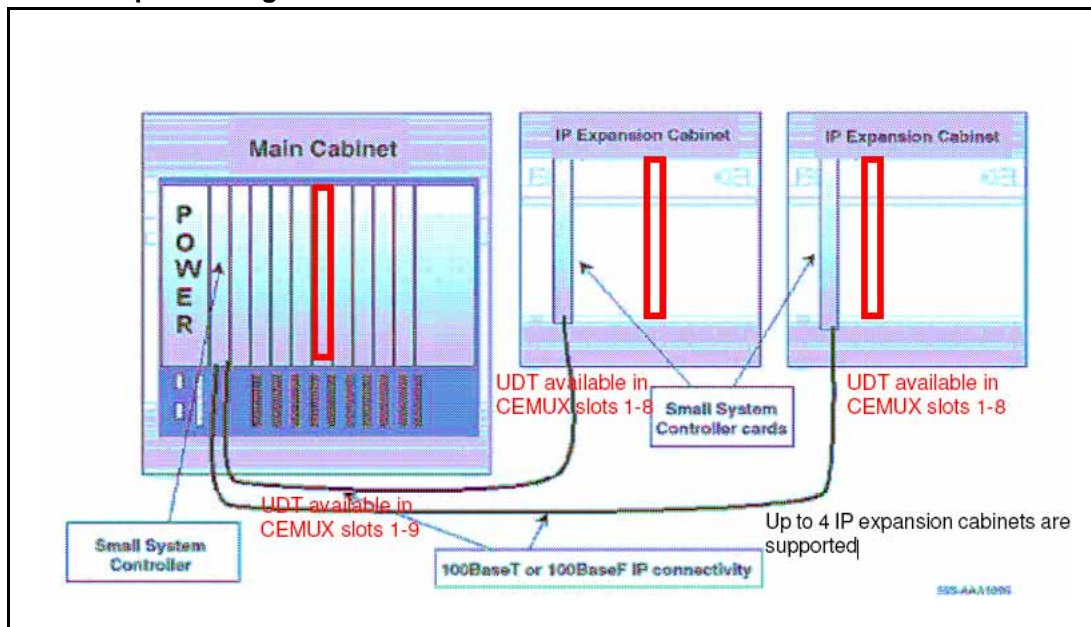 Main Cabinet
IP Expansion Cabinet
IP Expansion Cabinet
POWER
UDT available in
CEMUX slots 1-8
Small System
Controller cards
UDT available in
CEMUX slots 1-8
UDT available in
CEMUX slots 1-9
Up to 4 IP expansion cabinets are
supported
Small System
Controller
100BaseT or 100BaseF IP connectivity